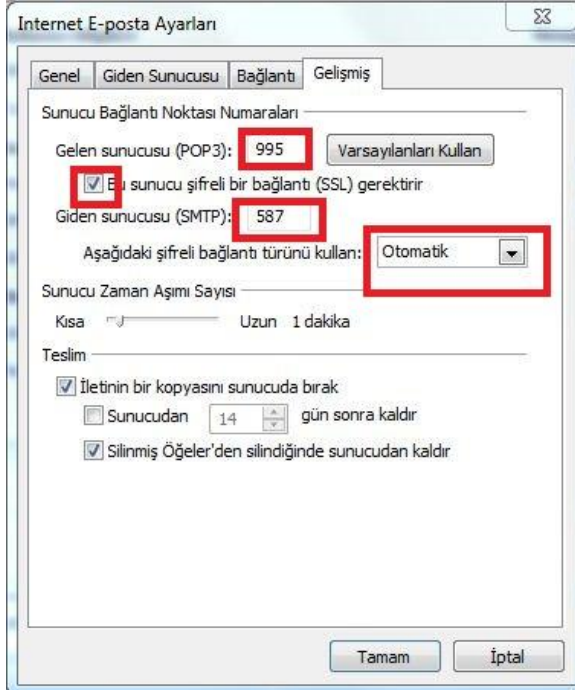 Internet E-posta Ayarları
Genel Giden Sunucusu Bağlantı Gelişmiş
Sunucu Bağlantı Noktası Numaraları
Gelen sunucusu (POP3): 995 Varsayılanları Kullan
Bu sunucu şifreli bir bağlantı (SSL) gerektirir
Giden sunucusu (SMTP): 587
Aşağıdaki şifreli bağlantı türünü kullan: Otomatik
Sunucu Zaman Aşımı Sayısı
Kısa Uzun 1 dakika
Teslim
İletinin bir kopyasını sunucuda bırak
Sunucudan 14 gün sonra kaldır
Silinmiş Öğeler'den silindiğinde sunucudan kaldır
Tamam İptal